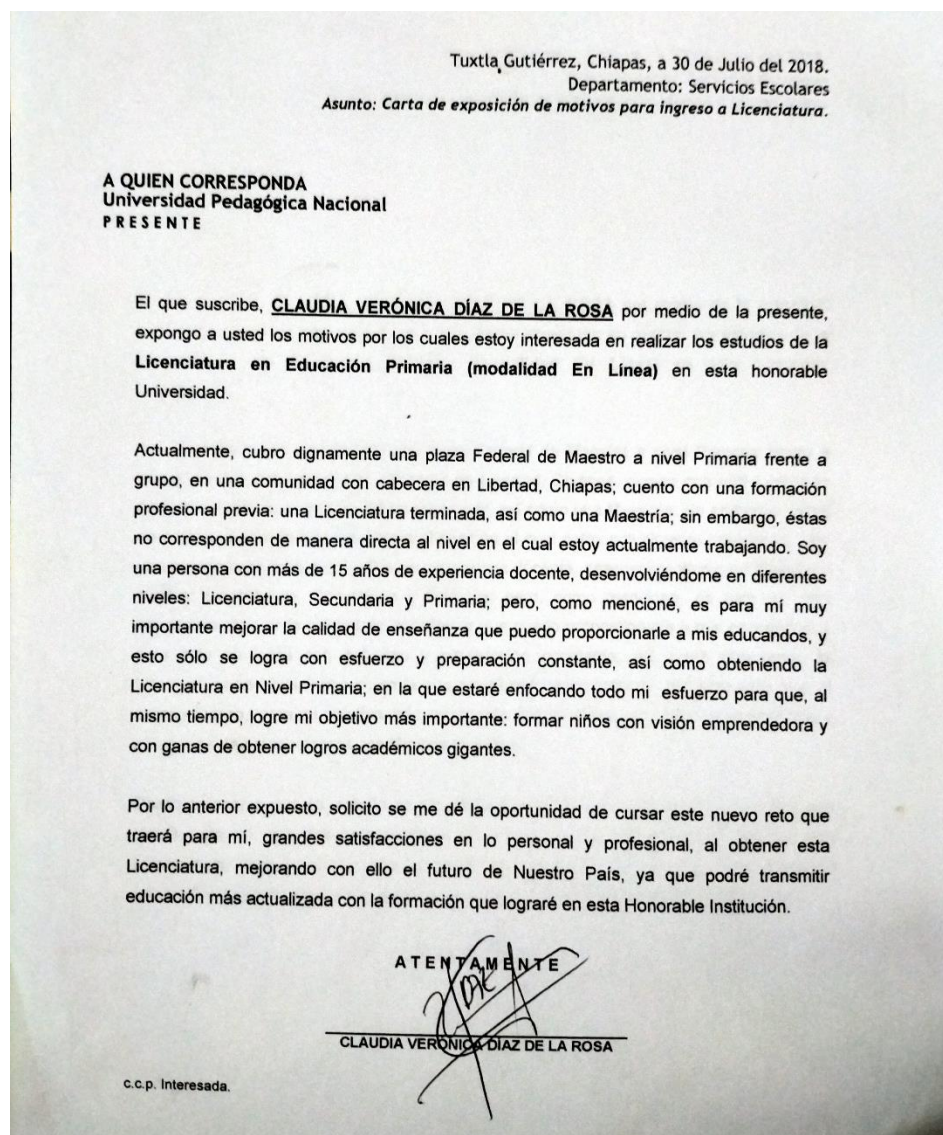 Tuxtla Gutiérrez, Chiapas, a 30 de Julio del 2018.
Departamento: Servicios Escolares
Asunto: Carta de exposición de motivos para ingreso a Licenciatura.
A QUIEN CORRESPONDA
Universidad Pedagógica Nacional
PRESENTE
El que suscribe, CLAUDIA VERÓNICA DÍAZ DE LA ROSA por medio de la presente,
expongo a usted los motivos por los cuales estoy interesada en realizar los estudios de la
Licenciatura en Educación Primaria (modalidad En Línea) en esta honorable
Universidad.
Actualmente, cubro dignamente una plaza Federal de Maestro a nivel Primaria frente a
grupo, en una comunidad con cabecera en Libertad, Chiapas; cuento con una formación
profesional previa: una Licenciatura terminada, así como una Maestría; sin embargo, éstas
no corresponden de manera directa al nivel en el cual estoy actualmente trabajando. Soy
una persona con más de 15 años de experiencia docente, desenvolviéndome en diferentes
niveles: Licenciatura, Secundaria y Primaria; pero, como mencioné, es para mí muy
importante mejorar la calidad de enseñanza que puedo proporcionarle a mis educandos, y
esto sólo se logra con esfuerzo y preparación constante, así como obteniendo la
Licenciatura en Nivel Primaria; en la que estaré enfocando todo mi esfuerzo para que, al
mismo tiempo, logre mi objetivo más importante: formar niños con visión emprendedora y
con ganas de obtener logros académicos gigantes.
Por lo anterior expuesto, solicito se me dé la oportunidad de cursar este nuevo reto que
traerá para mí, grandes satisfacciones en lo personal y profesional, al obtener esta
Licenciatura, mejorando con ello el futuro de Nuestro País, ya que podré transmitir
educación más actualizada con la formación que lograré en esta Honorable Institución.
ATENTAMENTE
CLAUDIA VERÓNICA DÍAZ DE LA ROSA
c.c.p. Interesada.